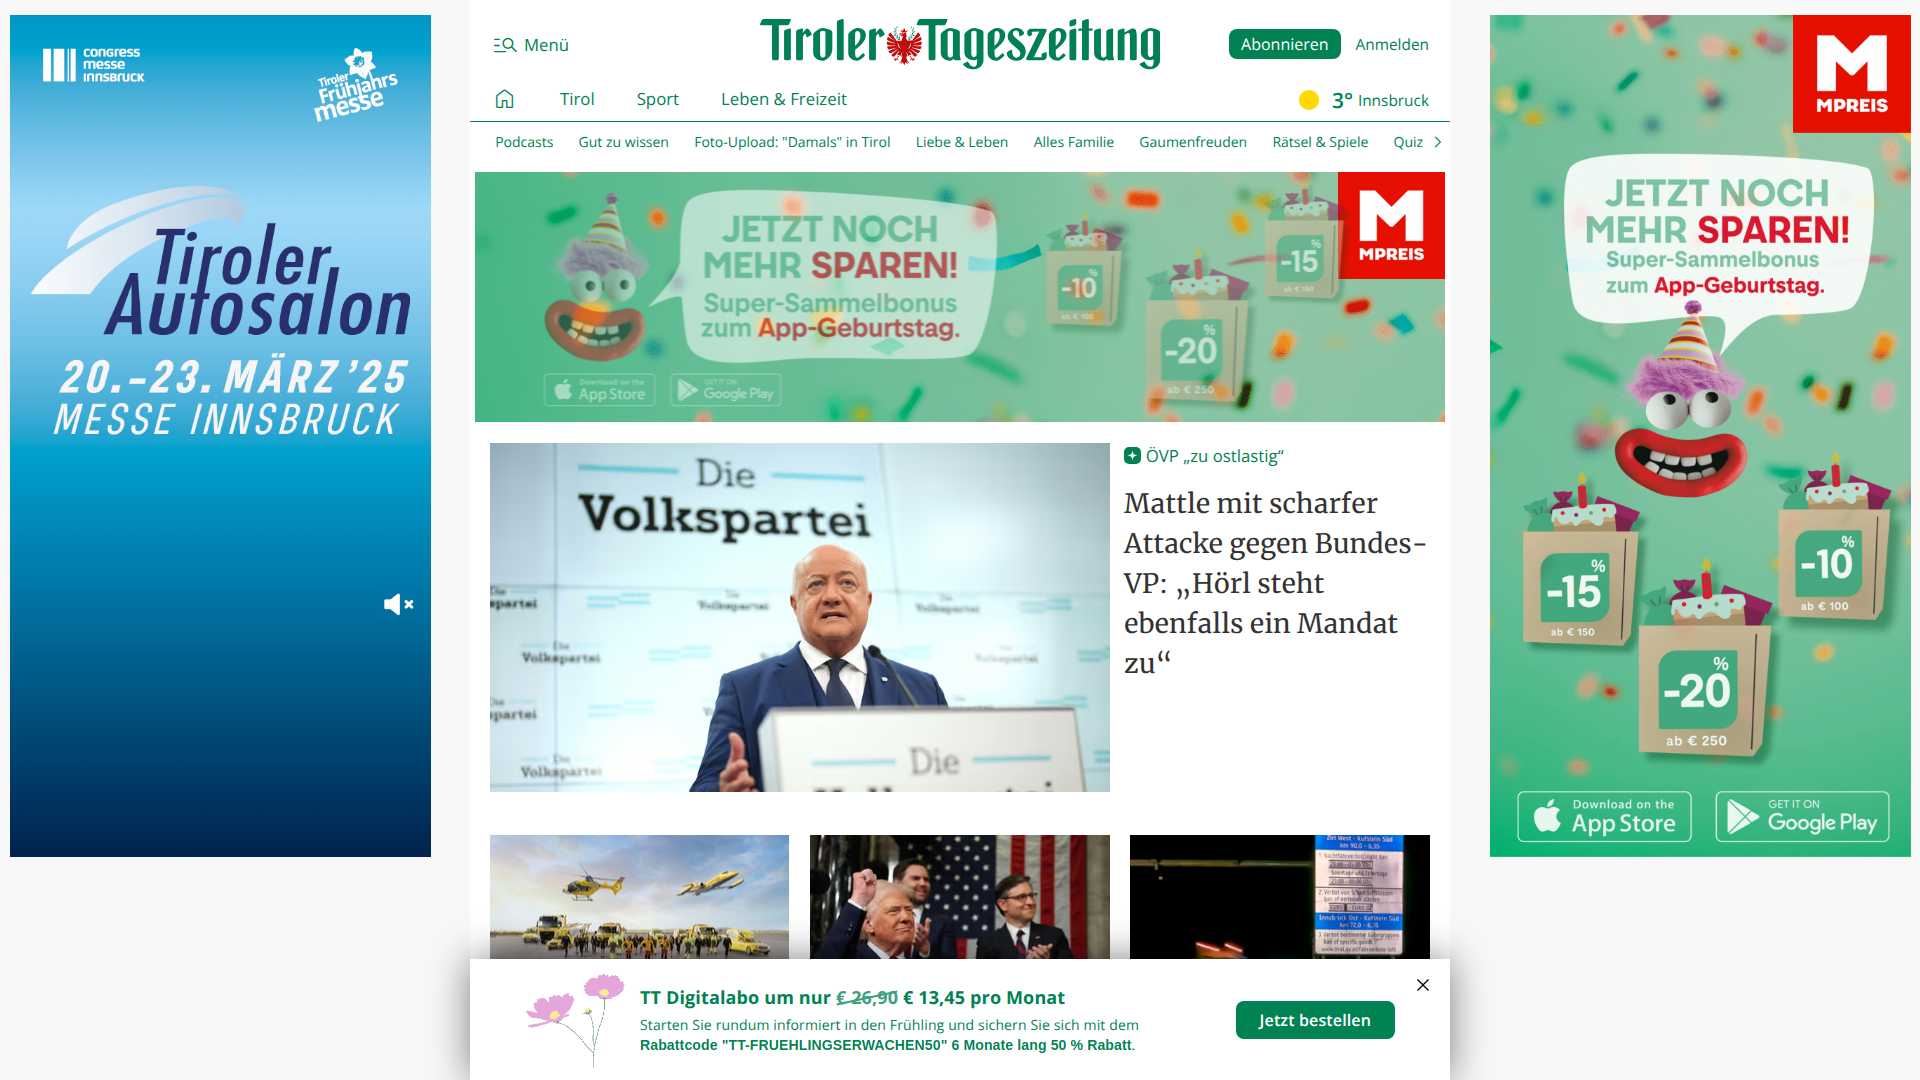 congress
messe
INNSBRUCK
Tiroler
Frühjahrs
messe
Tiroler
Autosalon
20.–23. MÄRZ '25
MESSE INNSBRUCK
Menü
Tiroler Tageszeitung
Abonnieren
Anmelden
Tirol
Sport
Leben & Freizeit
3° Innsbruck
Podcasts
Gut zu wissen
Foto-Upload: "Damals" in Tirol
Liebe & Leben
Alles Familie
Gaumenfreuden
Rätsel & Spiele
Quiz
JETZT NOCH
MEHR SPAREN!
Super-Sammelbonus
zum App-Geburtstag.
Download on the
App Store
GET IT ON
Google Play
-10%
ab € 100
-20%
ab € 250
-15%
ab € 150
M
MPREIS
Die
Volkspartei
Die
ÖVP „zu ostlastig“
Mattle mit scharfer
Attacke gegen Bundes-
VP: „Hörl steht
ebenfalls ein Mandat
zu“
TT Digitalabo um nur € 26,90 € 13,45 pro Monat
Starten Sie rundum informiert in den Frühling und sichern Sie sich mit dem
Rabattcode "TT-FRUEHLINGSERWACHEN50" 6 Monate lang 50 % Rabatt.
Jetzt bestellen
M
MPREIS
JETZT NOCH
MEHR SPAREN!
Super-Sammelbonus
zum App-Geburtstag.
-15%
ab € 150
-10%
ab € 100
-20%
ab € 250
Download on the
App Store
GET IT ON
Google Play